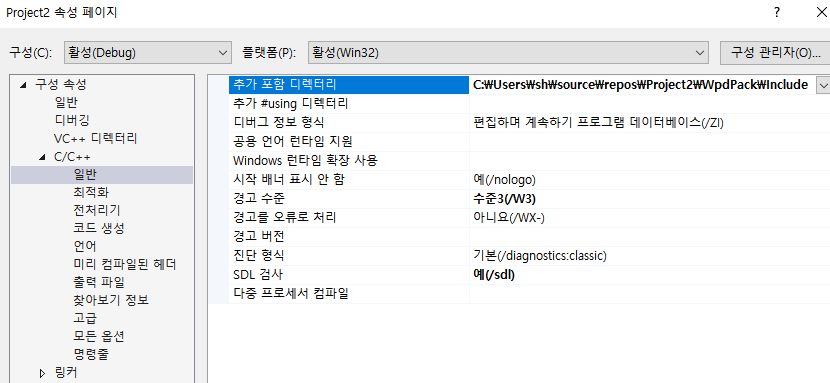 Project2 속성 페이지 ? ×
구성(C): 활성(Debug) 플랫폼(P): 활성(Win32) 구성 관리자(O)...
구성 속성
일반
디버깅
VC++ 디렉터리
C/C++
일반
최적화
전처리기
코드 생성
언어
미리 컴파일된 헤더
출력 파일
찾아보기 정보
고급
모든 옵션
명령줄
링커
추가 포함 디렉터리 C:₩Users₩sh₩source₩repos₩Project2₩WpdPack₩Include
추가 #using 디렉터리
디버그 정보 형식 편집하며 계속하기 프로그램 데이터베이스(/ZI)
공용 언어 런타임 지원
Windows 런타임 확장 사용
시작 배너 표시 안 함 예(/nologo)
경고 수준 수준3(/W3)
경고를 오류로 처리 아니요(/WX-)
경고 버전
진단 형식 기본(/diagnostics:classic)
SDL 검사 예(/sdl)
다중 프로세서 컴파일